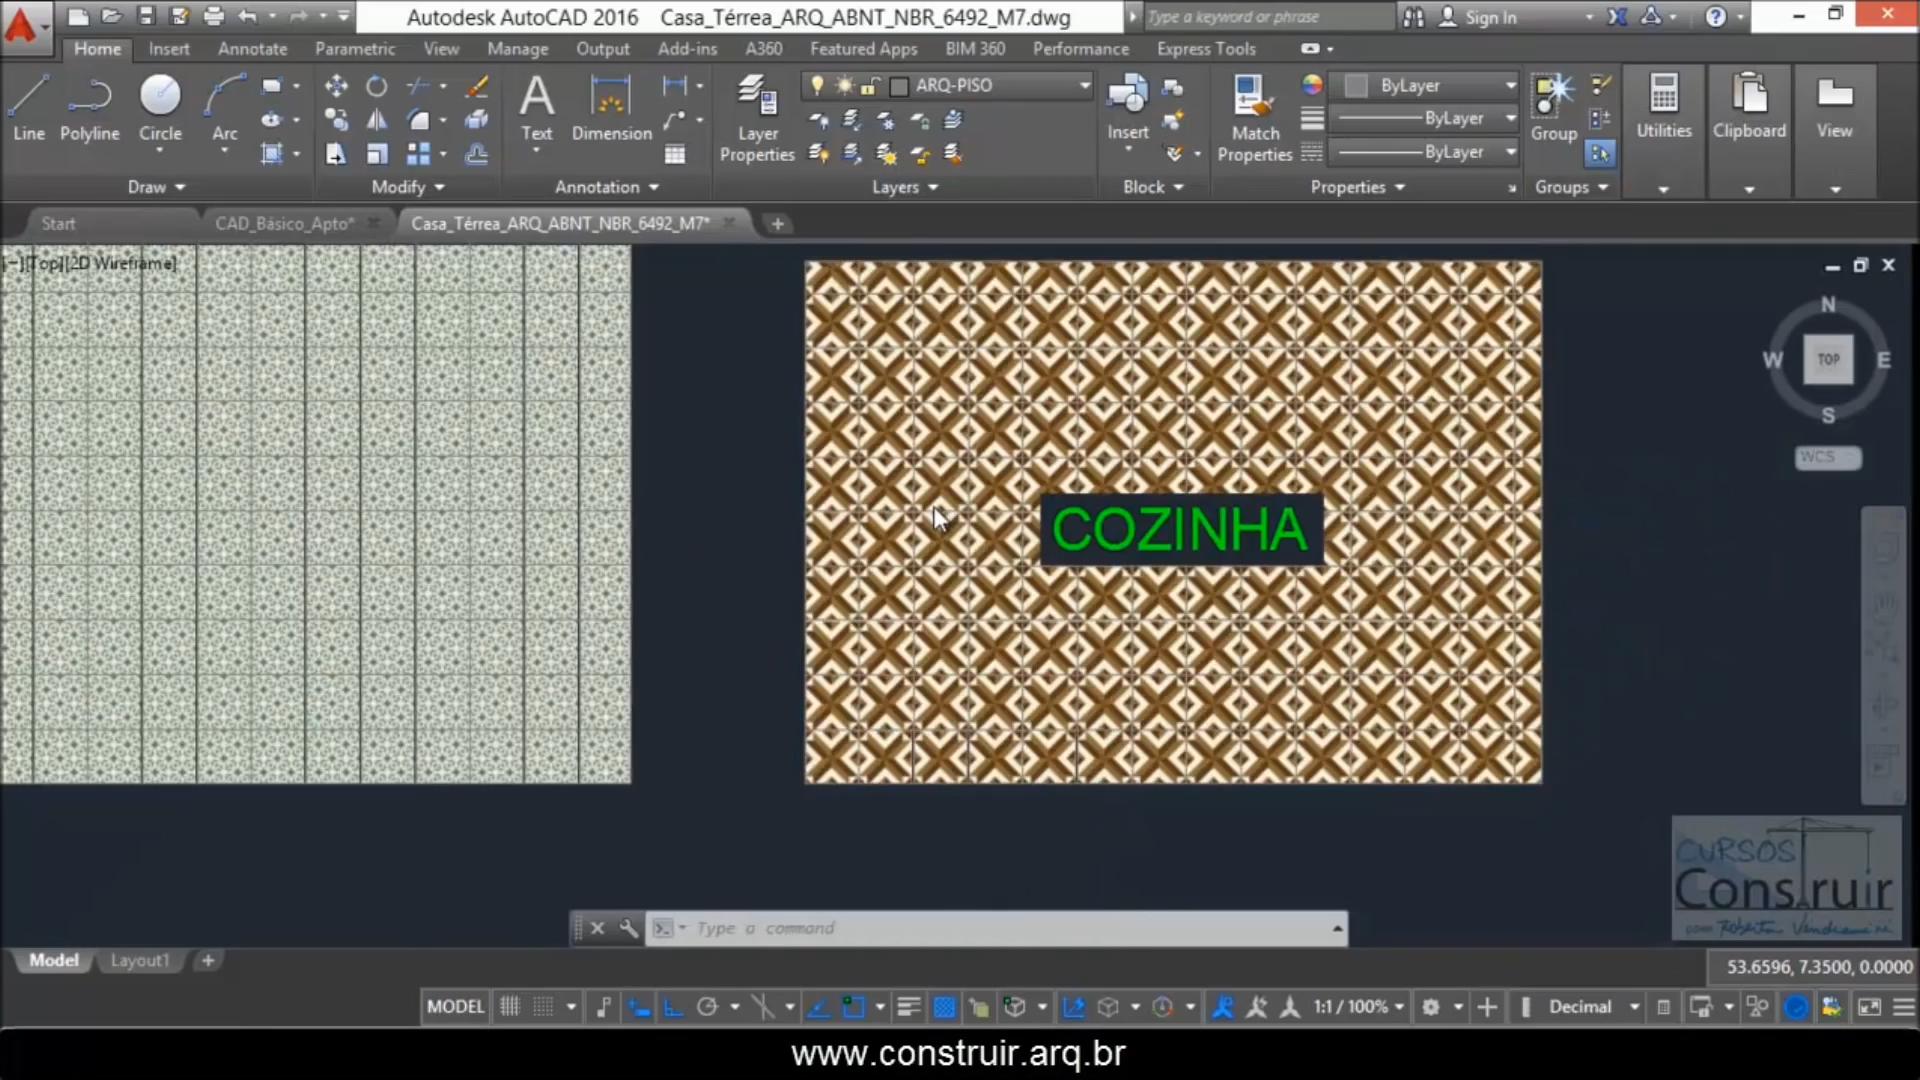 Autodesk AutoCAD 2016 Casa_Térrea_ARQ_ABNT_NBR_6492_M7.dwg
Type a keyword or phrase
Sign In
Home Insert Annotate Parametric View Manage Output Add-ins A360 Featured Apps BIM 360 Performance Express Tools
Line Polyline Circle Arc
Text Dimension
Layer Properties
ARQ-PISO
Insert
Match Properties
ByLayer
ByLayer
ByLayer
Group
Utilities Clipboard View
Draw Modify Annotation Layers Block Properties Groups
Start CAD_Básico_Apto* Casa_Térrea_ARQ_ABNT_NBR_6492_M7*
[−][Top][2D Wireframe]
N
W TOP E
S
WCS
COZINHA
CURSOS
Construir
com Roberta Vendramini
Type a command
Model Layout1
53.6596, 7.3500, 0.0000
MODEL 1:1 / 100% Decimal
www.construir.arq.br